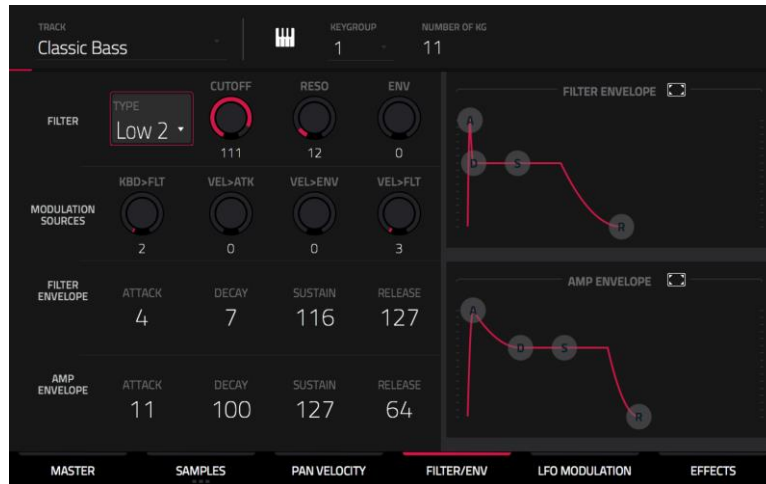 TRACK
Classic Bass
KEYGROUP
1
NUMBER OF KG
11
FILTER
TYPE
Low 2
CUTOFF
111
RESO
12
ENV
0
MODULATION
SOURCES
KBD>FLT
2
VEL>ATK
0
VEL>ENV
0
VEL>FLT
3
FILTER
ENVELOPE
ATTACK
4
DECAY
7
SUSTAIN
116
RELEASE
127
AMP
ENVELOPE
ATTACK
11
DECAY
100
SUSTAIN
127
RELEASE
64
FILTER ENVELOPE
A
D
S
R
AMP ENVELOPE
A
D
S
R
MASTER
SAMPLES
PAN VELOCITY
FILTER/ENV
LFO MODULATION
EFFECTS